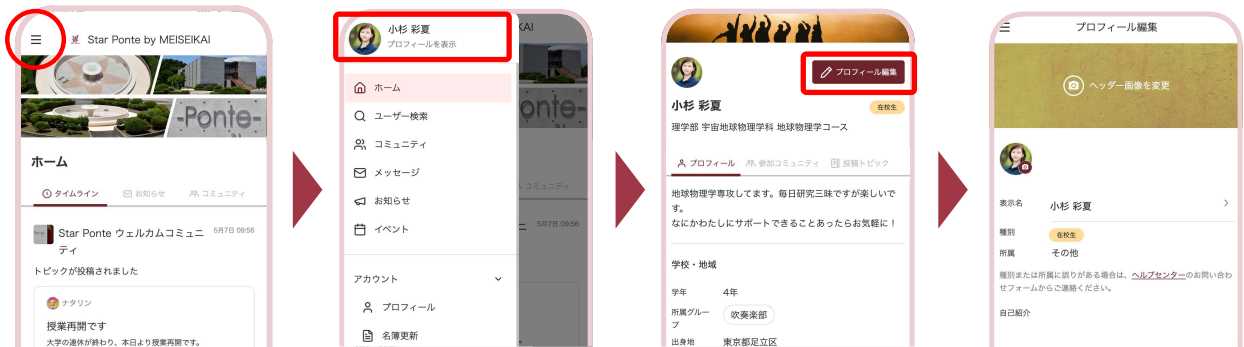 Star Ponte by MEISEIKAI
-Ponte-
ホーム
タイムライン
お知らせ
コミュニティ
Star Ponte ウェルカムコミュニ
ティ
5月7日 09:56
トピックが投稿されました
ナタリン
授業再開です
大学の連休が終わり、本日より授業再開です。
小杉 彩夏
プロフィールを表示
KAI
Ponte-
ホーム
ユーザー検索
コミュニティ
メッセージ
お知らせ
イベント
コミュニティ
5月7日 09:56
アカウント
プロフィール
名簿更新
プロフィール編集
小杉 彩夏
在校生
理学部 宇宙地球物理学科 地球物理学コース
プロフィール
参加コミュニティ
投稿トピック
地球物理学専攻してます。毎日研究三昧ですが楽しいで
す。
なにかわたしにサポートできることあったらお気軽に！
学校・地域
学年 4年
所属グルー
プ
吹奏楽部
出身地 東京都足立区
プロフィール編集
ヘッダー画像を変更
表示名 小杉 彩夏
種別 在校生
所属 その他
種別または所属に誤りがある場合は、ヘルプセンターのお問い合わ
せフォームからご連絡ください。
自己紹介